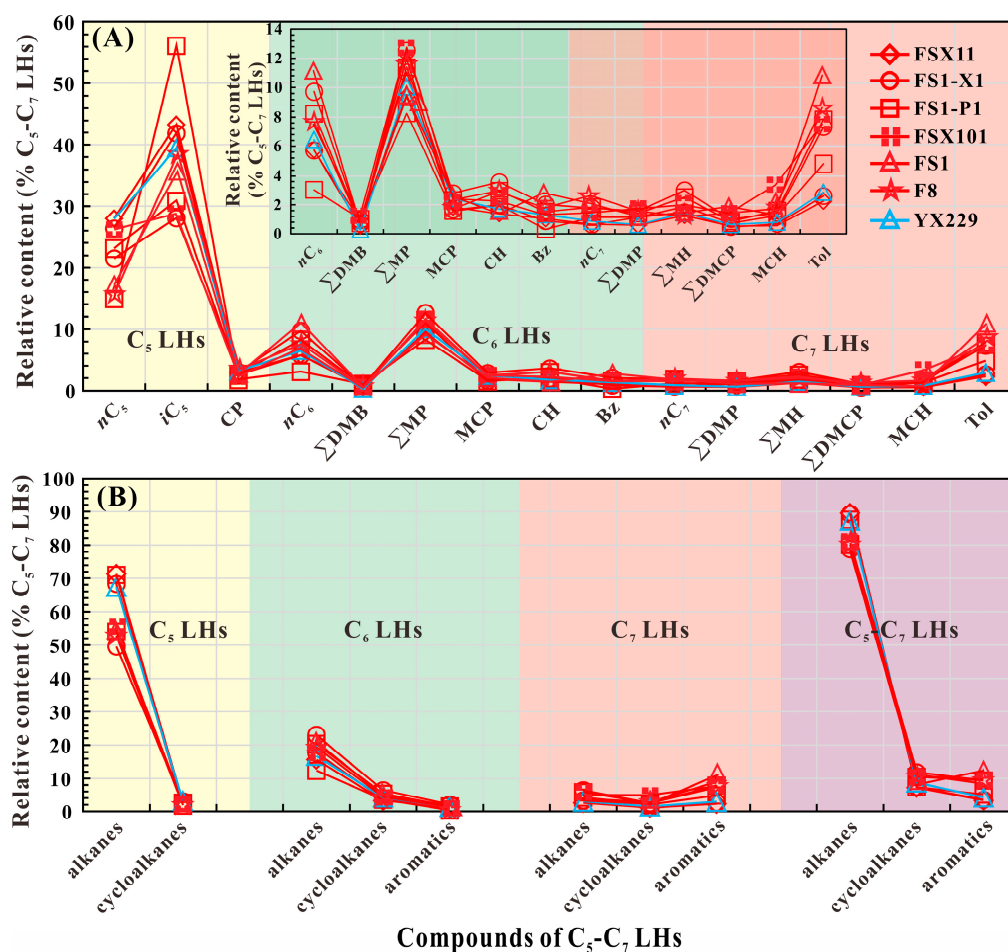 (A)
Relative content (% C₅-C₇ LHs)
60
50
40
30
20
10
0
Relative content
(% C₅-C₇ LHs)
14
12
10
8
6
4
2
0
nC₆
∑DMB
∑MP
MCP
CH
Bz
nC₇
∑DMP
∑MH
∑DMCP
MCH
Tol
FSX11
FS1-X1
FS1-P1
FSX101
FS1
F8
YX229
C₅ LHs
C₆ LHs
C₇ LHs
nC₅
iC₅
CP
nC₆
∑DMB
∑MP
MCP
CH
Bz
nC₇
∑DMP
∑MH
∑DMCP
MCH
Tol
(B)
Relative content (% C₅-C₇ LHs)
100
90
80
70
60
50
40
30
20
10
0
C₅ LHs
C₆ LHs
C₇ LHs
C₅-C₇ LHs
alkanes
cycloalkanes
alkanes
cycloalkanes
aromatics
alkanes
cycloalkanes
aromatics
alkanes
cycloalkanes
aromatics
Compounds of C₅-C₇ LHs